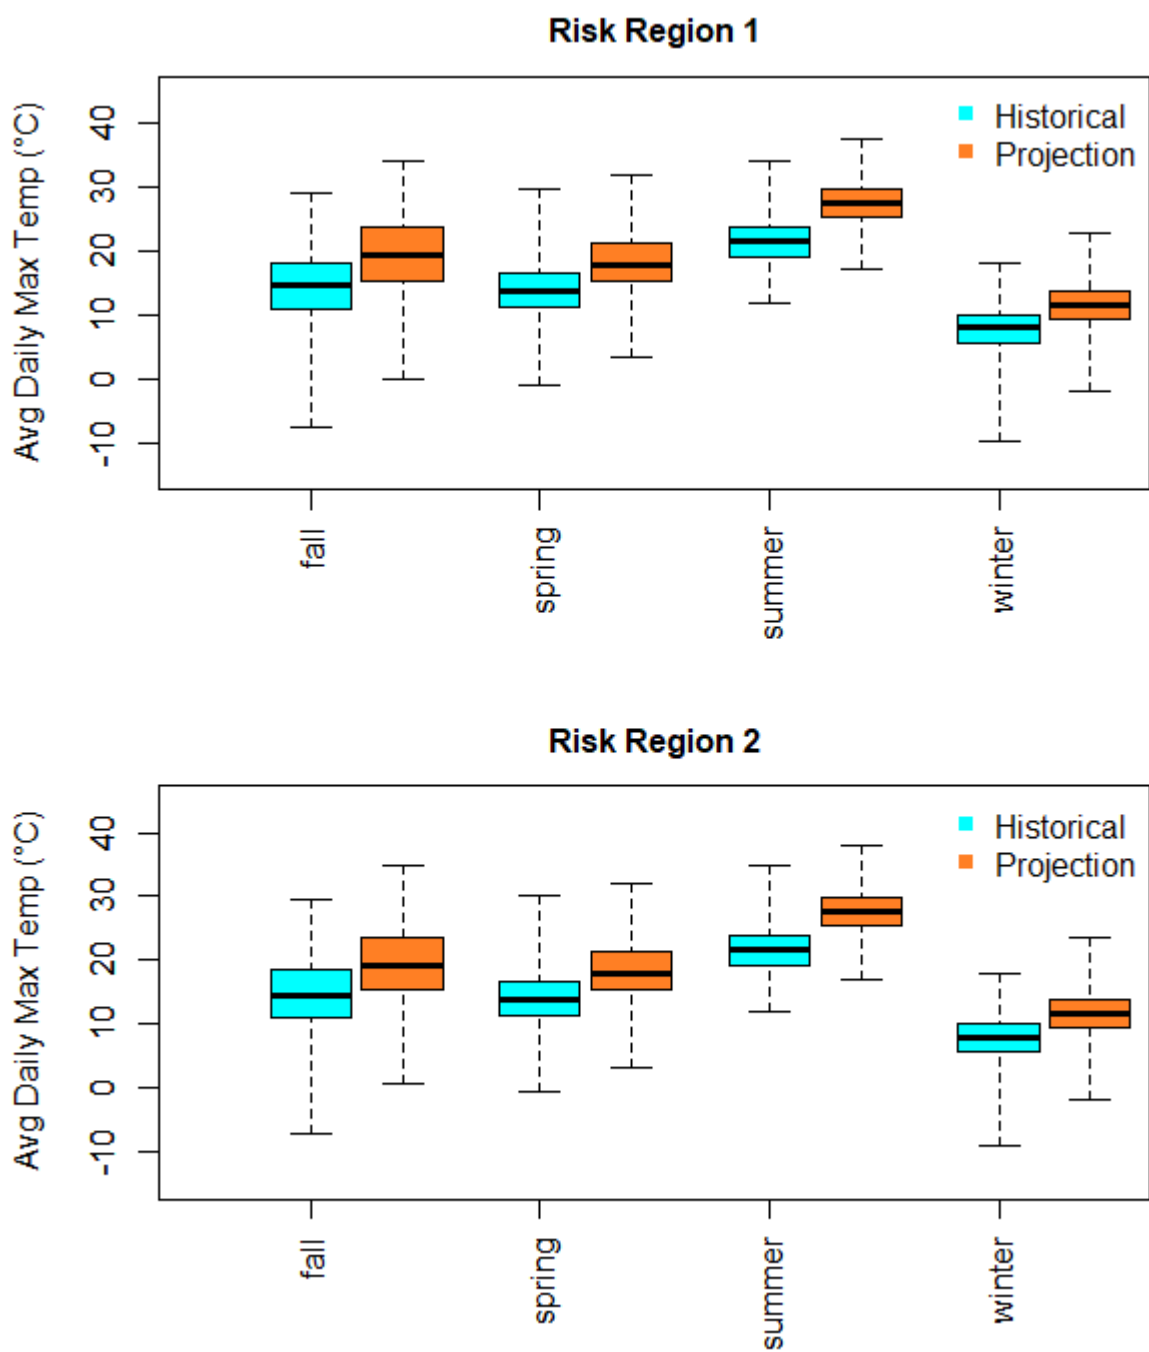 Risk Region 1
Avg Daily Max Temp (°C)
40
30
20
10
0
-10
Historical
Projection
fall
spring
summer
winter
Risk Region 2
Avg Daily Max Temp (°C)
40
30
20
10
0
-10
Historical
Projection
fall
spring
summer
winter